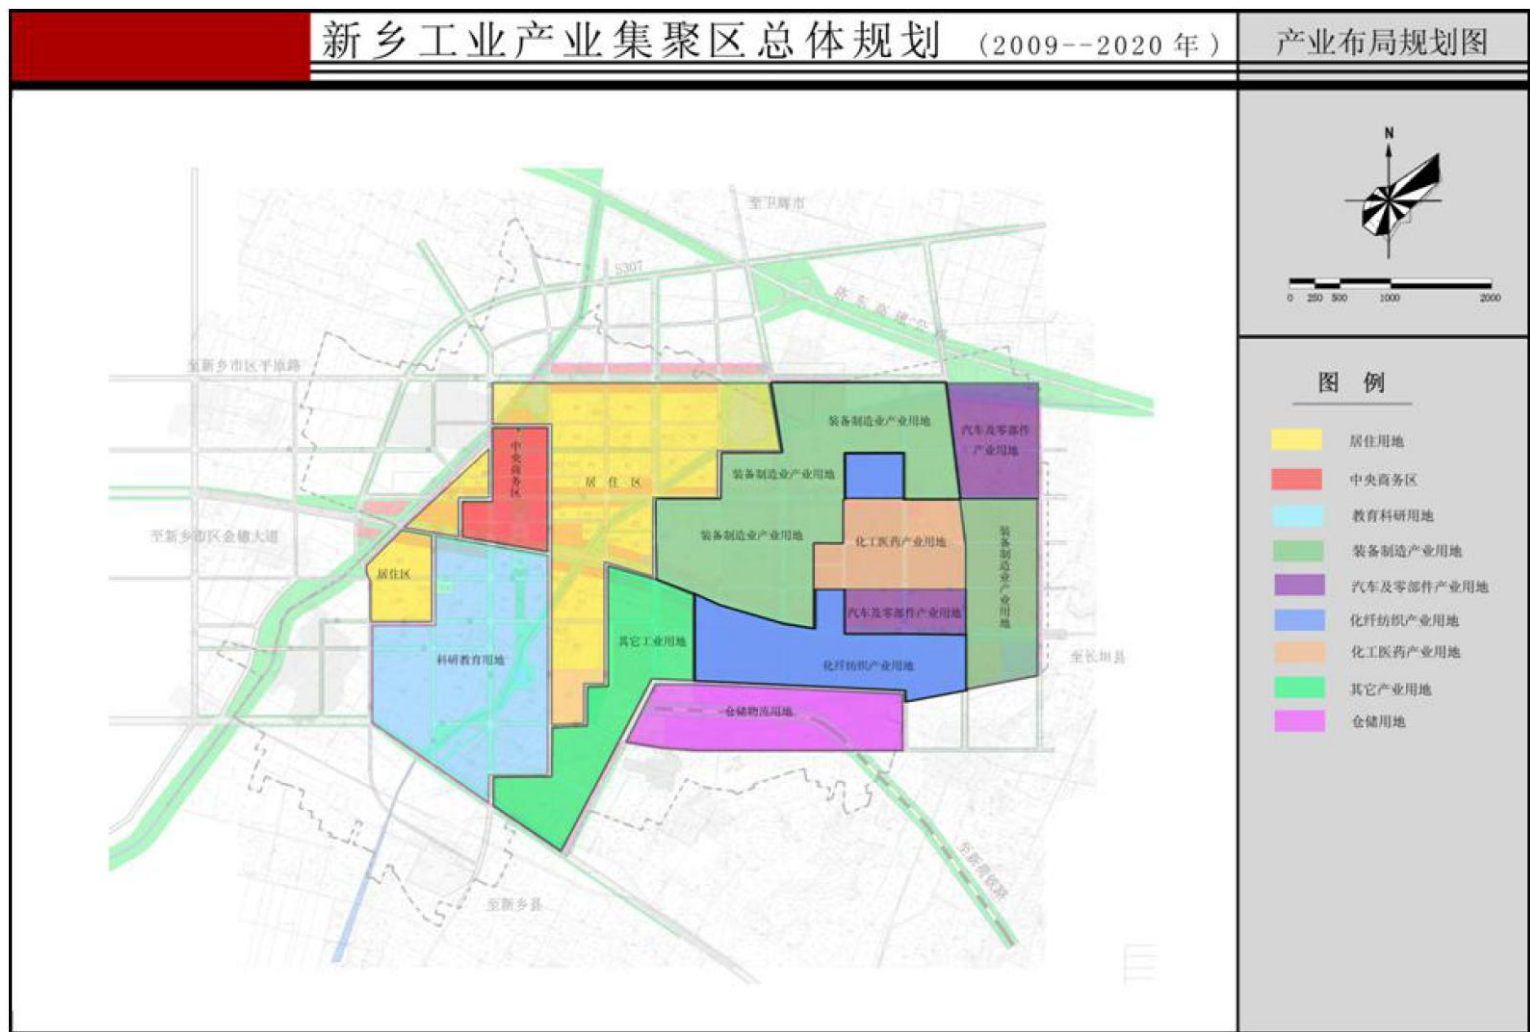 新乡工业产业集聚区总体规划 (2009--2020年)
产业布局规划图
N
0 250 500 1000 2000
图 例
居住用地
中央商务区
教育科研用地
装备制造产业用地
汽车及零部件产业用地
化纤纺织产业用地
化工医药产业用地
其它产业用地
仓储用地
至卫辉市
S307
济东高速公路
至新乡市区平原路
装备制造业产业用地
汽车及零部件
产业用地
中央商务区
居 住 区
装备制造业产业用地
至新乡市区金穗大道
装备制造业产业用地
化工医药产业用地
装备制造业产业用地
居住区
汽车及零部件产业用地
其它工业用地
科研教育用地
化纤纺织产业用地
至长垣县
仓储物流用地
至新荷铁路
至新乡县